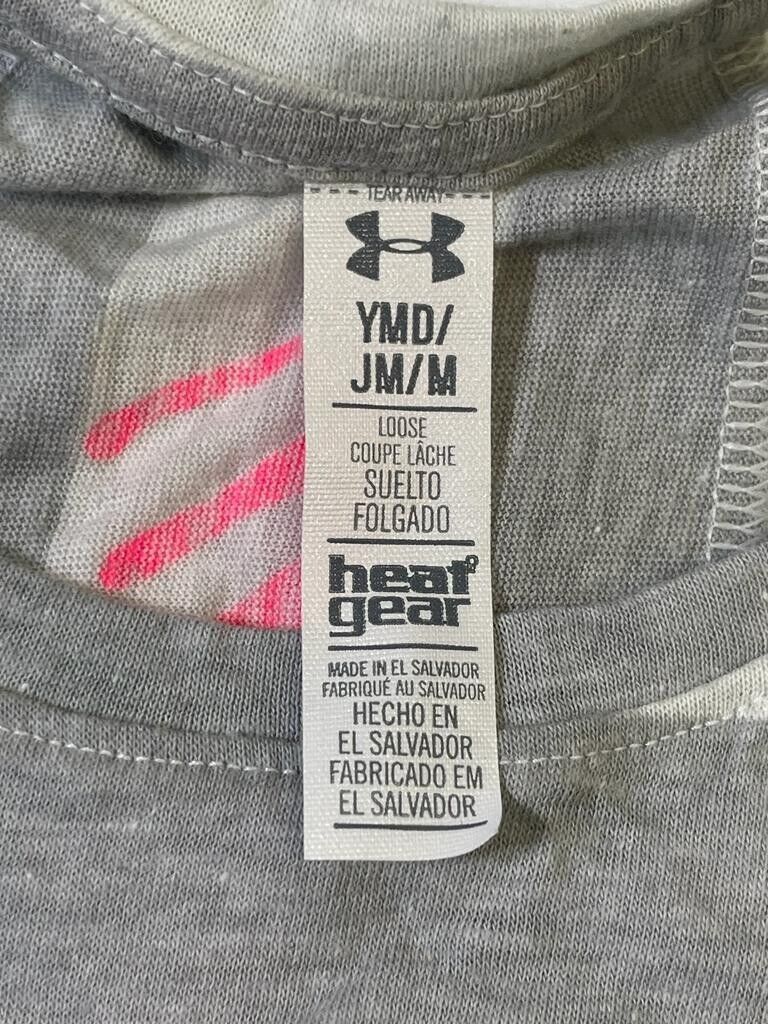 TEAR AWAY
YMD/
JM/M
LOOSE
COUPE LÂCHE
SUELTO
FOLGADO
heat
gear
MADE IN EL SALVADOR
FABRIQUÉ AU SALVADOR
HECHO EN
EL SALVADOR
FABRICADO EM
EL SALVADOR